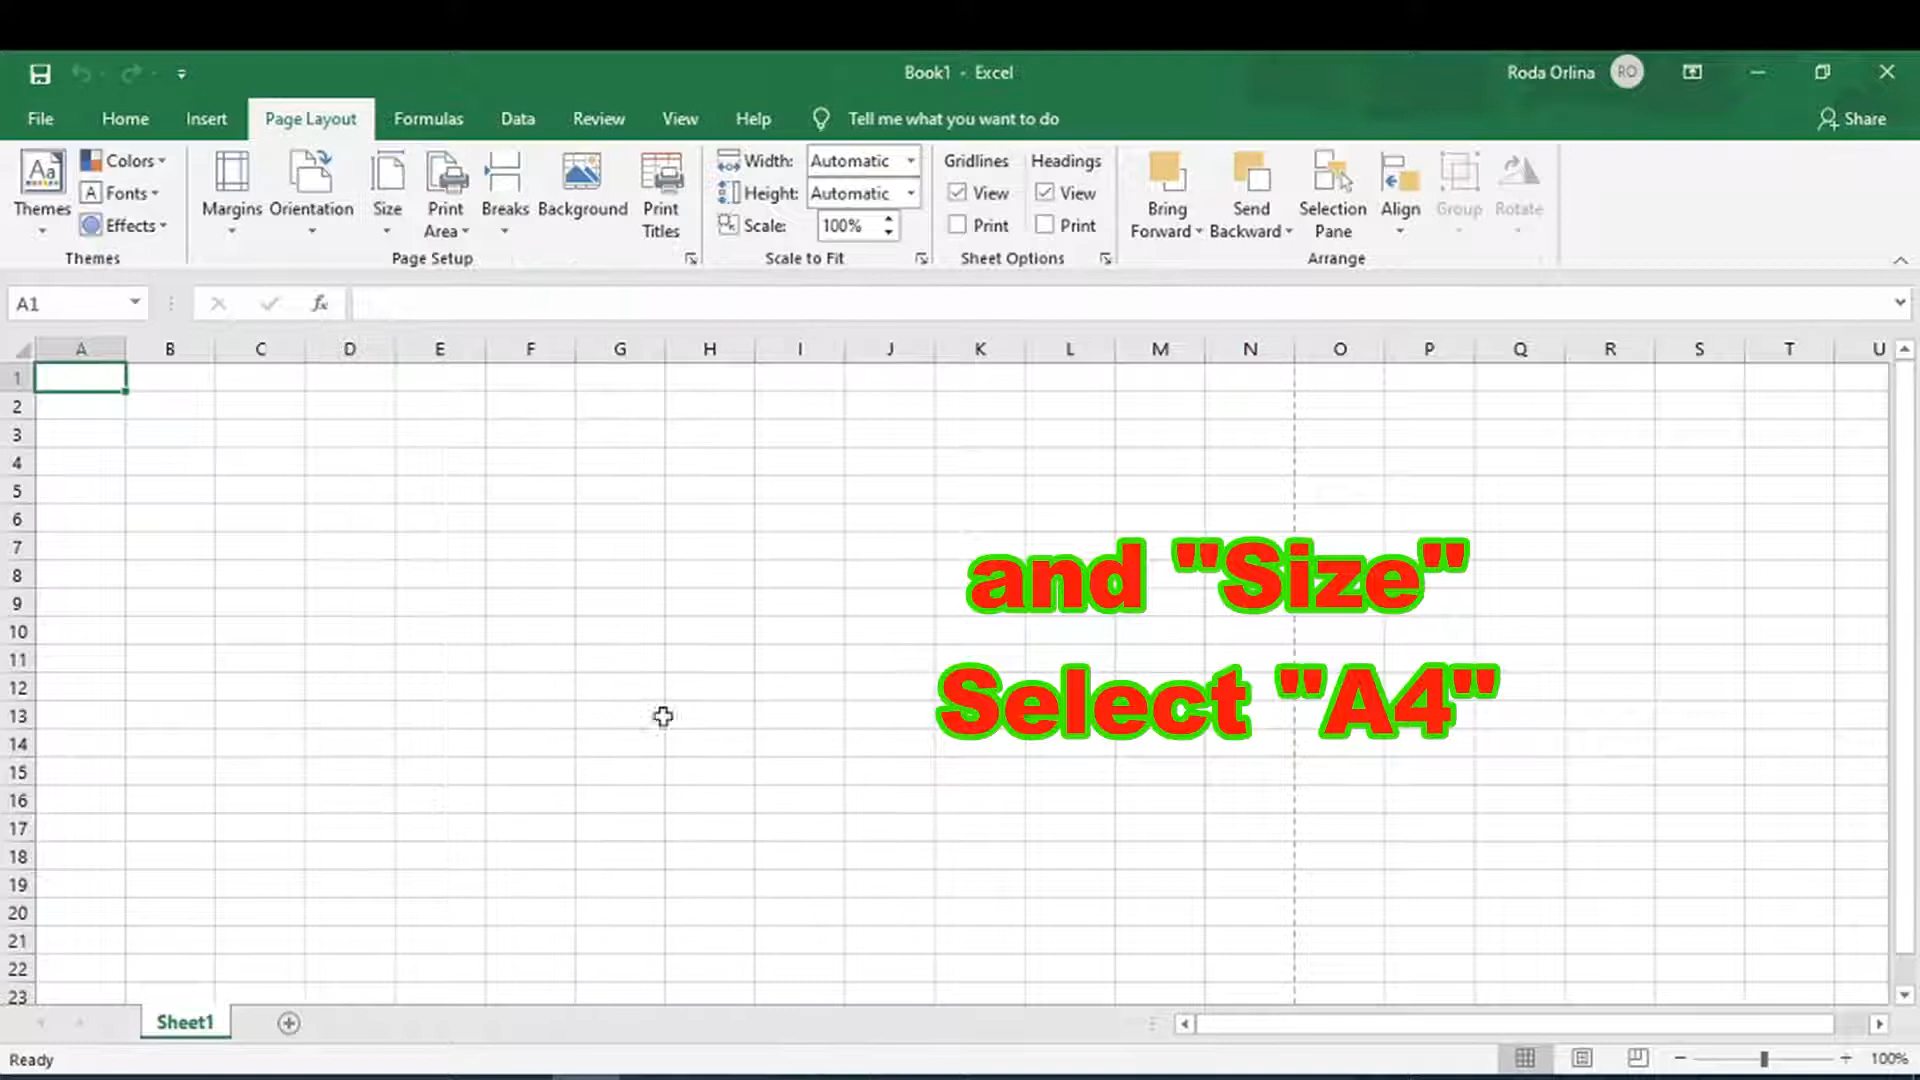 Book1 - Excel
Roda Orlina RO
File Home Insert Page Layout Formulas Data Review View Help Tell me what you want to do Share
Aa Themes Colors Fonts Effects Themes
Margins Orientation Size Print Area Breaks Background Print Titles Page Setup
Width: Automatic
Height: Automatic
Scale: 100%
Scale to Fit
Gridlines Headings
View View
Print Print
Sheet Options
Bring Forward Send Backward Selection Pane Align Group Rotate
Arrange
A1 fx
A B C D E F G H I J K L M N O P Q R S T U
1
2
3
4
5
6
7
8
9
10
11
12
13
14
15
16
17
18
19
20
21
22
23
and "Size"
Select "A4"
Sheet1
Ready 100%